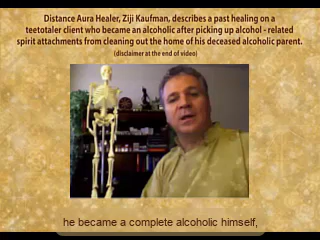 Distance Aura Healer, Ziji Kaufman, describes a past healing on a
teetotaler client who became an alcoholic after picking up alcohol - related
spirit attachments from cleaning out the home of his deceased alcoholic parent.
(disclaimer at the end of video)
he became a complete alcoholic himself,